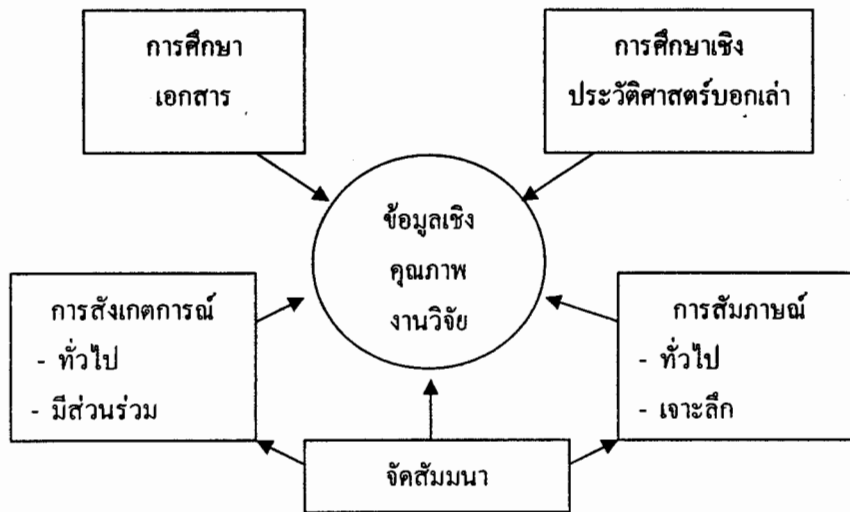 การศึกษา
เอกสาร
การศึกษาเชิง
ประวัติศาสตร์บอกเล่า
ข้อมูลเชิง
คุณภาพ
งานวิจัย
การสังเกตการณ์
- ทั่วไป
- มีส่วนร่วม
การสัมภาษณ์
- ทั่วไป
- เจาะลึก
จัดสัมมนา